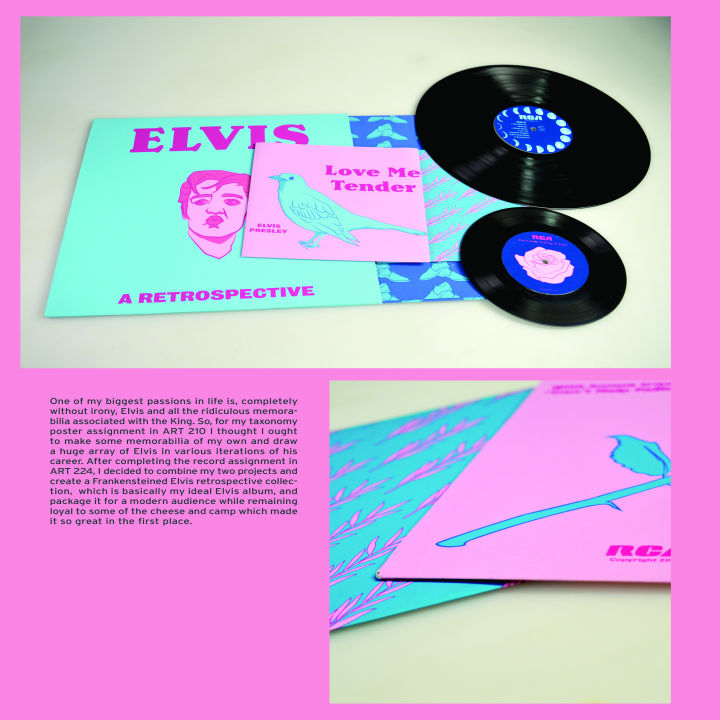 ELVIS
A RETROSPECTIVE
Love Me
Tender
ELVIS
PRESLEY
RCA
RCA
One of my biggest passions in life is, completely
without irony, Elvis and all the ridiculous memora-
bilia associated with the King. So, for my taxonomy
poster assignment in ART 210 I thought I ought
to make some memorabilia of my own and draw
a huge array of Elvis in various iterations of his
career. After completing the record assignment in
ART 224, I decided to combine my two projects and
create a Frankensteined Elvis retrospective collec-
tion, which is basically my ideal Elvis album, and
package it for a modern audience while remaining
loyal to some of the cheese and camp which made
it so great in the first place.
RCA
Copyright 20